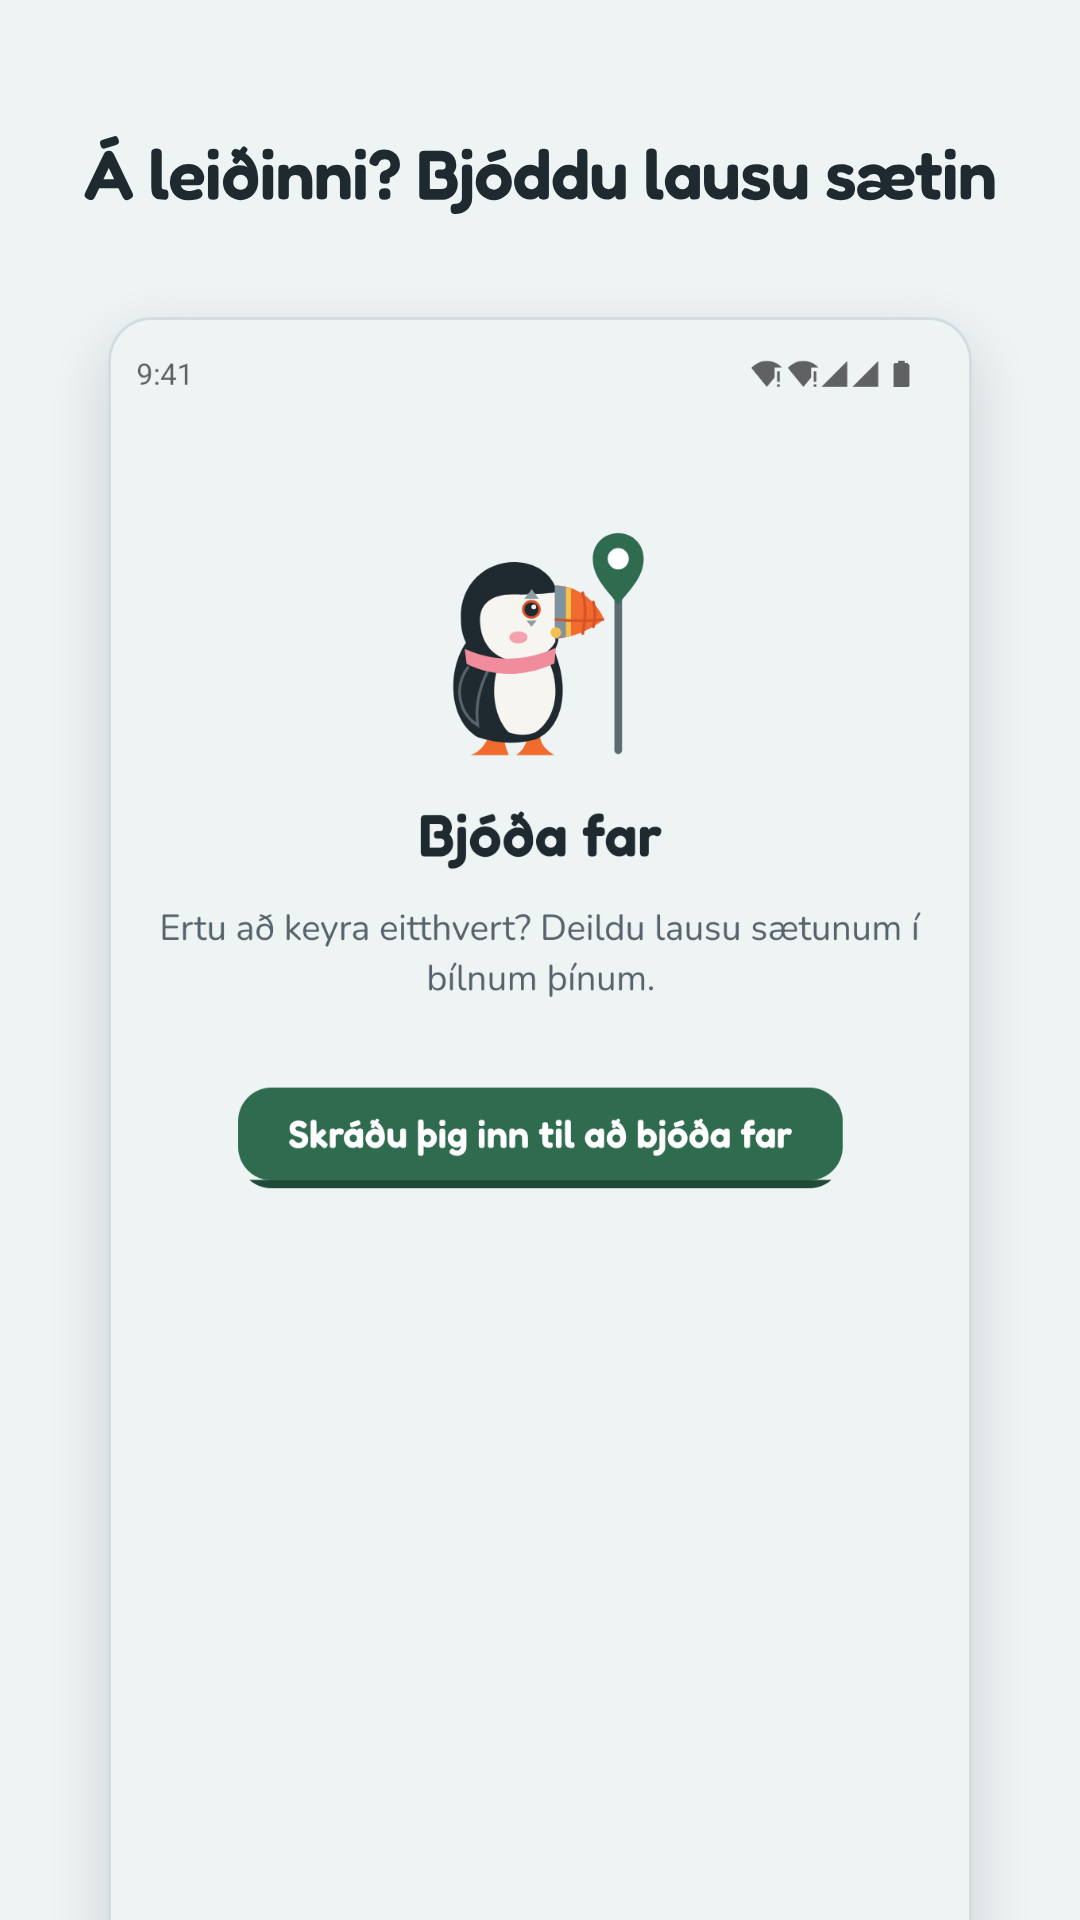 Á leiðinni? Bjóddu lausu sætin
9:41
Bjóða far
Ertu að keyra eitthvert? Deildu lausu sætunum í
bílnum þínum.
Skráðu þig inn til að bjóða far